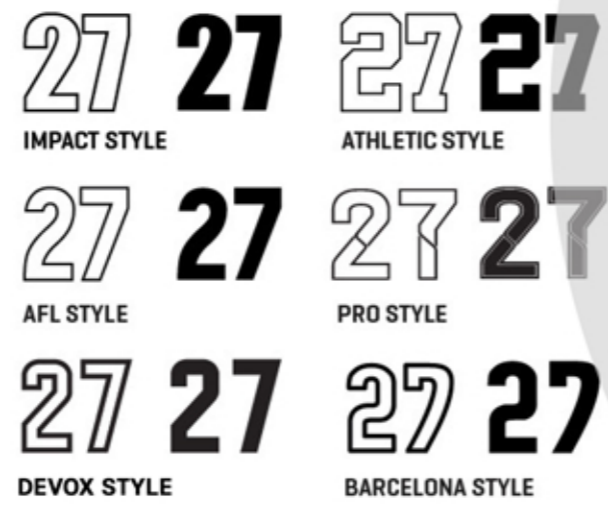 27 27 27 27
IMPACT STYLE ATHLETIC STYLE
27 27 27 27
AFL STYLE PRO STYLE
27 27 27 27
DEVOX STYLE BARCELONA STYLE